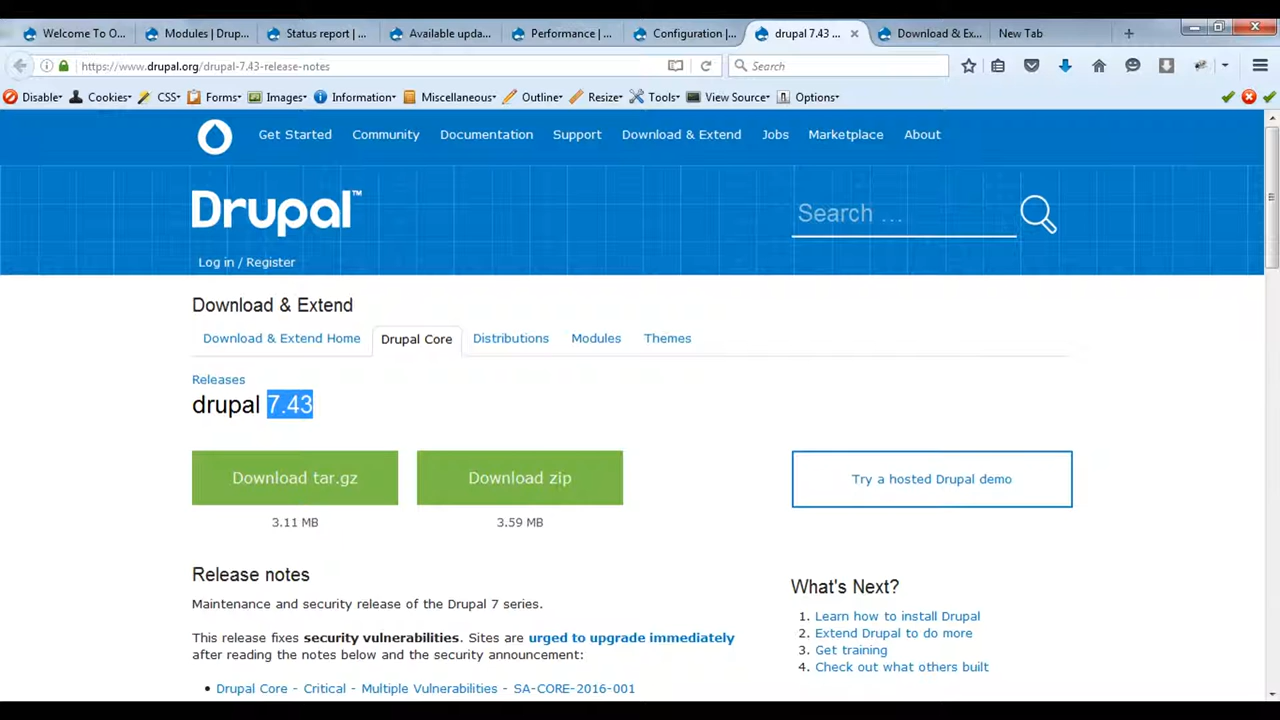 Welcome To O...
Modules | Drup...
Status report | ...
Available upda...
Performance | ...
Configuration |...
drupal 7.43 ...
Download & Ex...
New Tab
https://www.drupal.org/drupal-7.43-release-notes
Search
Disable
Cookies
CSS
Forms
Images
Information
Miscellaneous
Outline
Resize
Tools
View Source
Options
Get Started
Community
Documentation
Support
Download & Extend
Jobs
Marketplace
About
Drupal™
Search ...
Log in / Register
Download & Extend
Download & Extend Home
Drupal Core
Distributions
Modules
Themes
Releases
drupal 7.43
Download tar.gz
Download zip
Try a hosted Drupal demo
3.11 MB
3.59 MB
Release notes
Maintenance and security release of the Drupal 7 series.
This release fixes security vulnerabilities. Sites are urged to upgrade immediately
after reading the notes below and the security announcement:
• Drupal Core - Critical - Multiple Vulnerabilities - SA-CORE-2016-001
What's Next?
1. Learn how to install Drupal
2. Extend Drupal to do more
3. Get training
4. Check out what others built